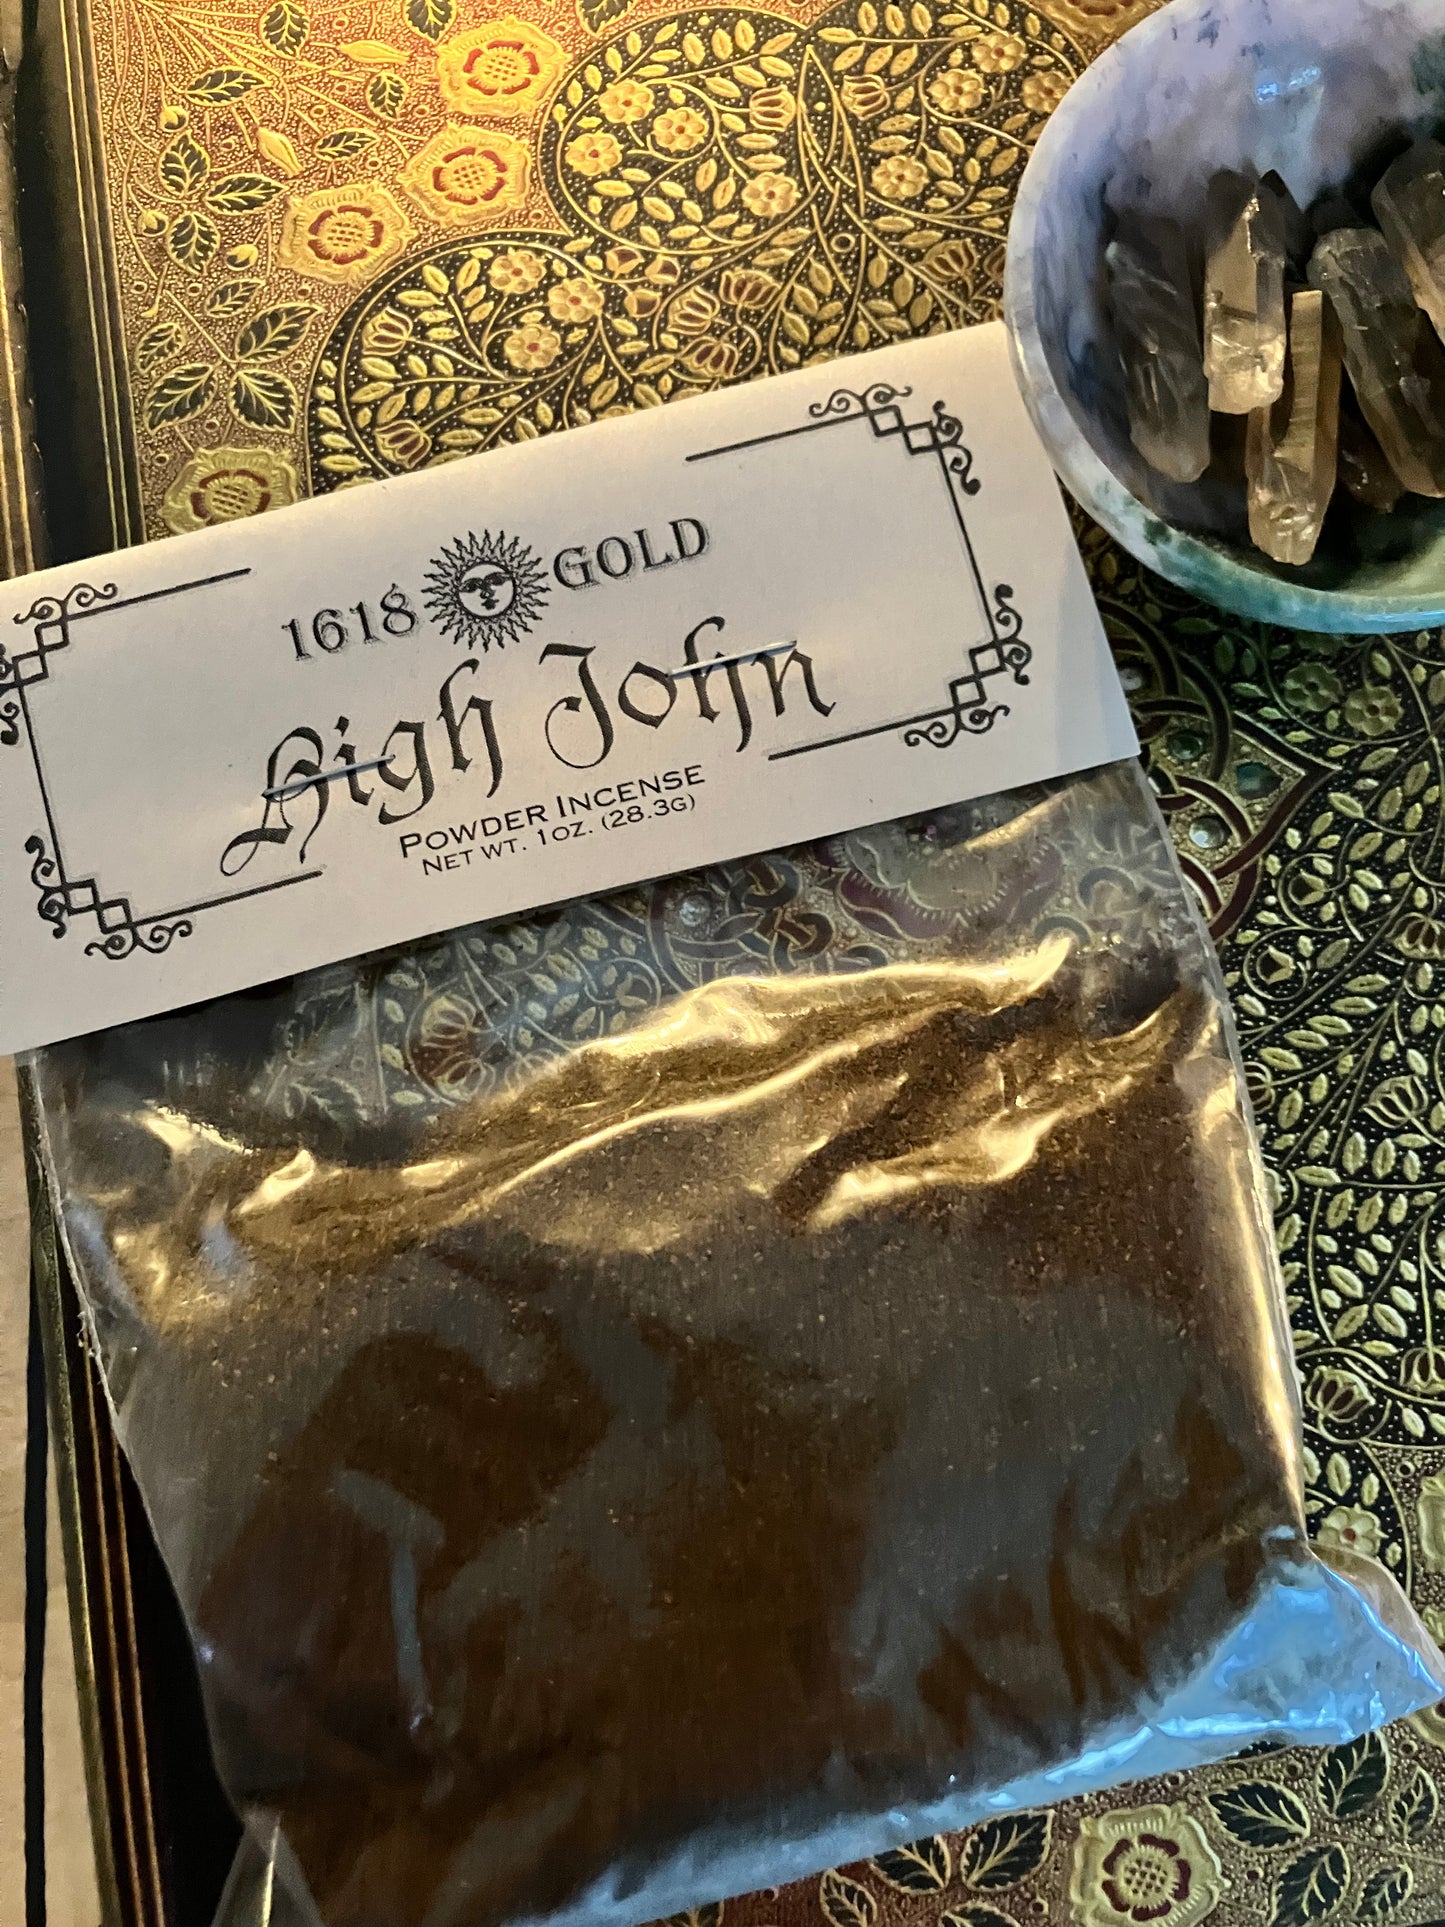 1618 GOLD
High John
POWDER INCENSE
NET WT. 1OZ. (28.3G)